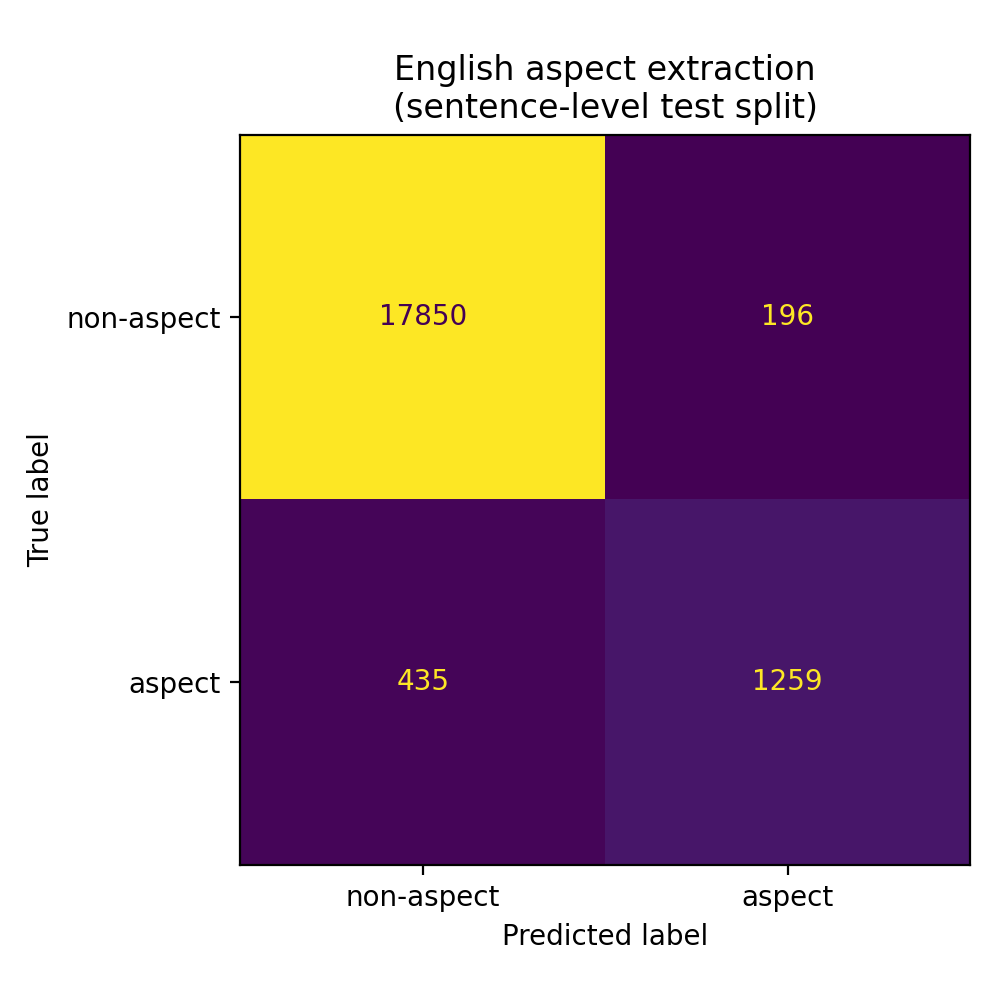 English aspect extraction
(sentence-level test split)
non-aspect
17850
196
True label
aspect
435
1259
non-aspect
aspect
Predicted label